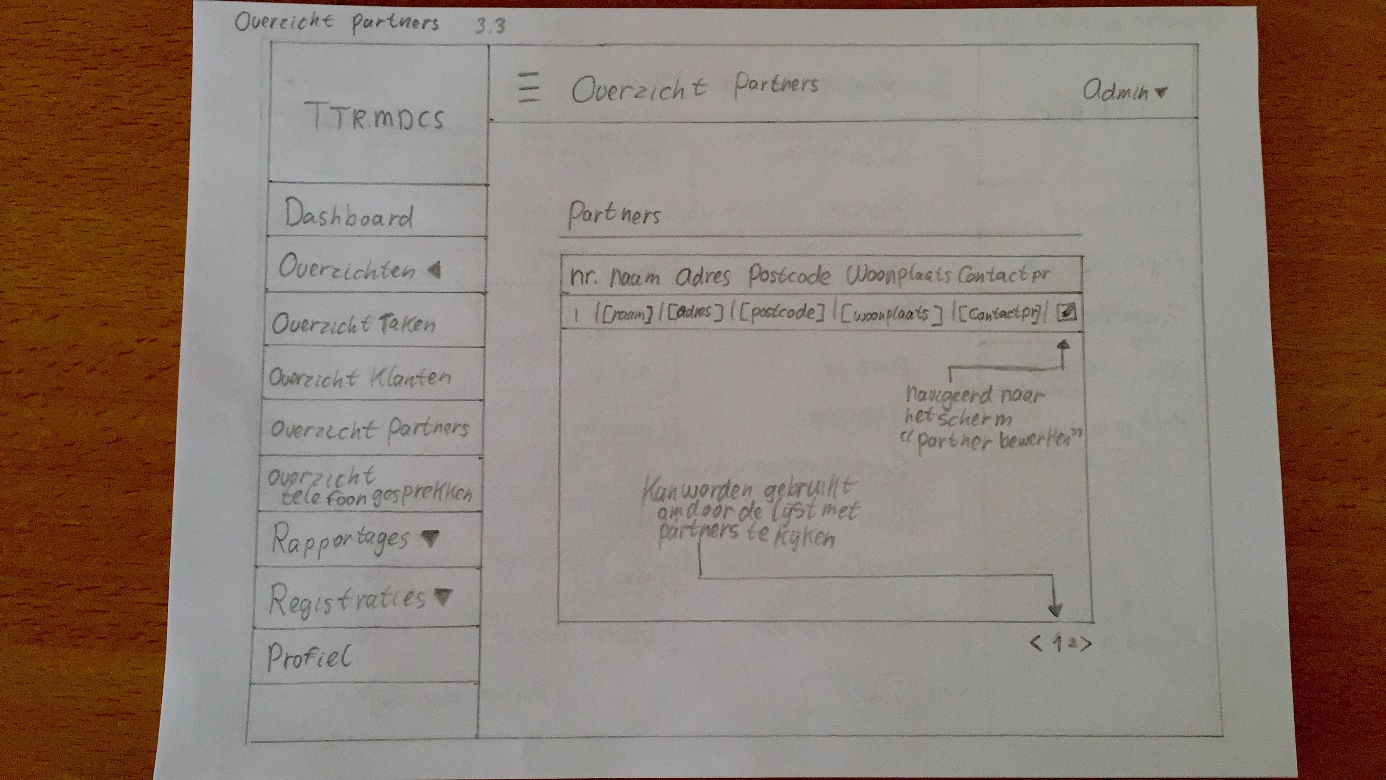 Overzicht partners 3.3
TTRMDCS
Overzicht Partners
Admin
Dashboard
Overzichten
Overzicht Taken
Overzicht Klanten
Overzicht Partners
Overzicht
telefoongesprekken
Rapportages
Registraties
Profiel
Partners
nr. naam adres Postcode Woonplaats Contactpr
1 |[naam] |[adres] |[postcode] |[woonplaats] |[Contactpr]|
navigeerd naar
het scherm
“partner bewerken”
Kan worden gebruikt
om door de lijst met
partners te kijken
< 1 2 >